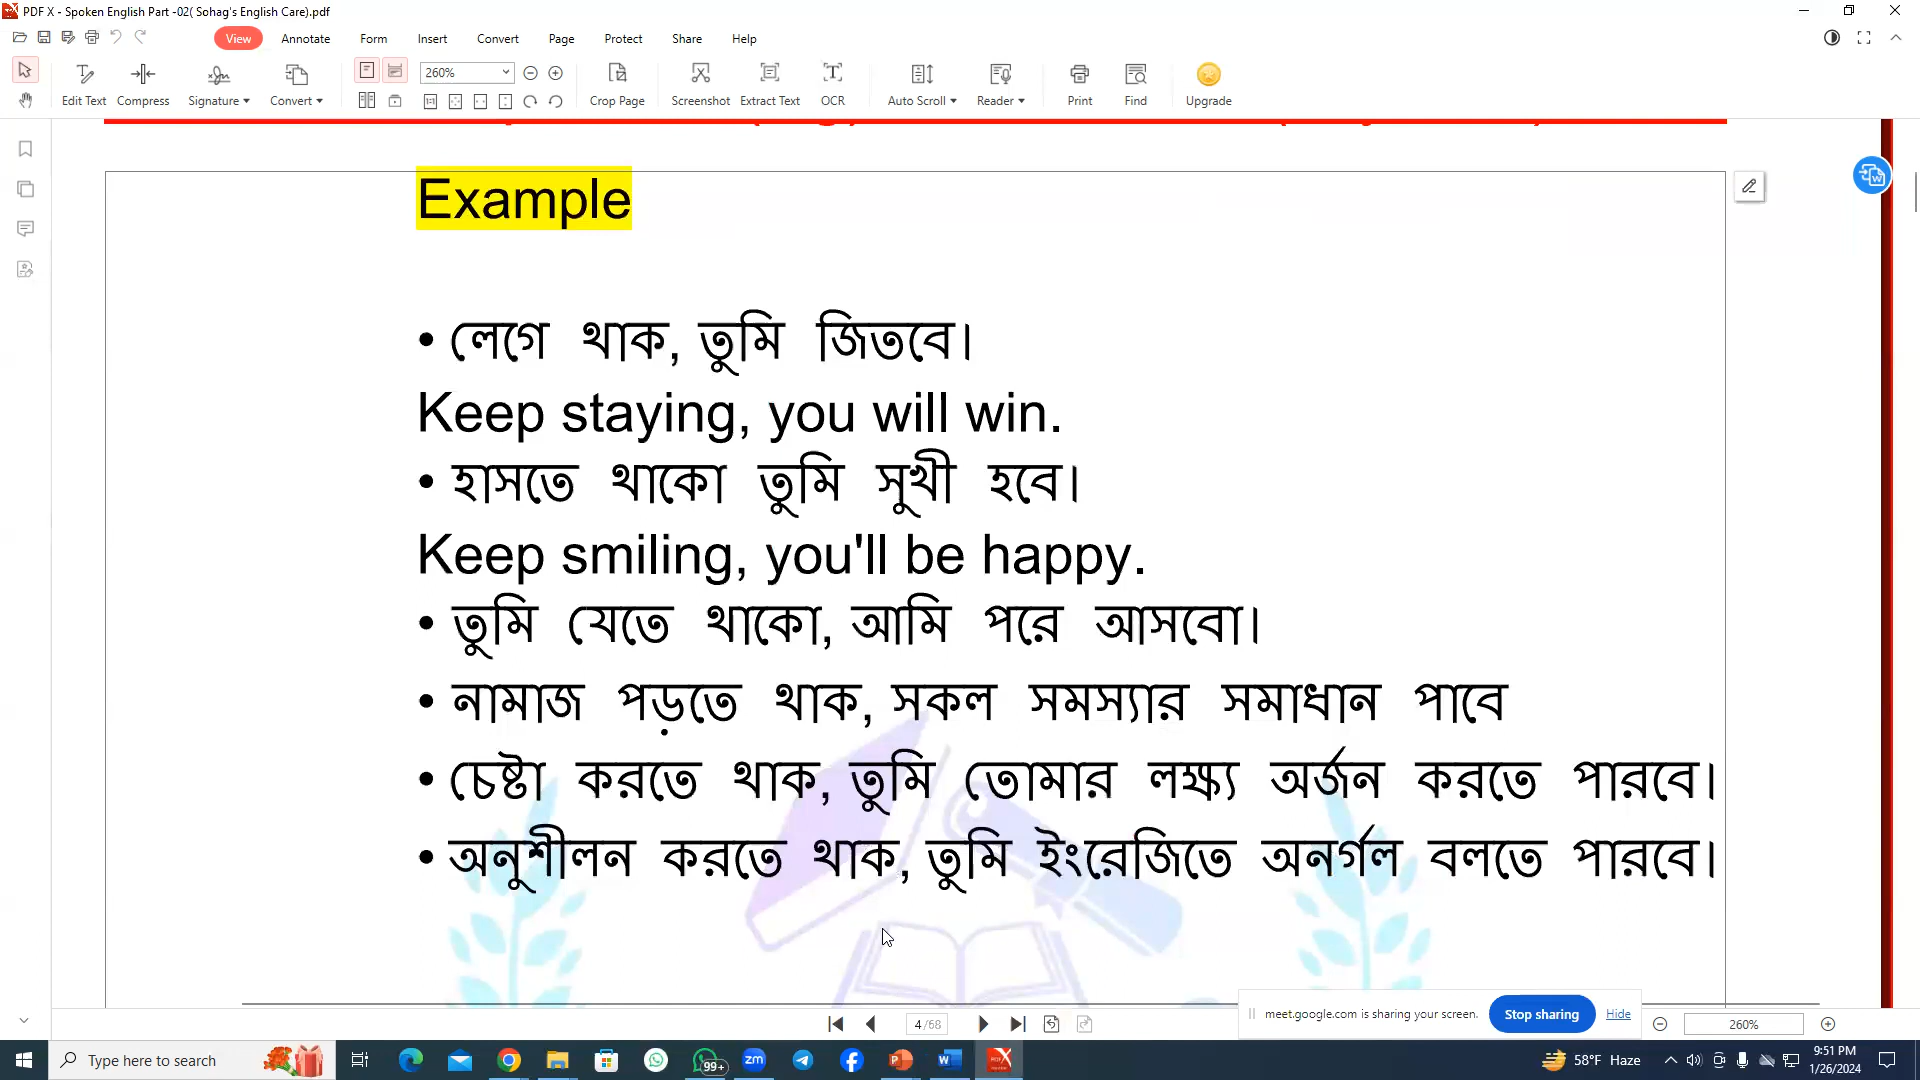 PDF X - Spoken English Part -02( Sohag's English Care).pdf
View Annotate Form Insert Convert Page Protect Share Help
260%
Edit Text Compress Signature Convert Crop Page Screenshot Extract Text OCR Auto Scroll Reader Print Find Upgrade
Example
• লেগে থাক, তুমি জিতবে।
Keep staying, you will win.
• হাসতে থাকো তুমি সুখী হবে।
Keep smiling, you'll be happy.
• তুমি যেতে থাকো, আমি পরে আসবো।
• নামাজ পড়তে থাক, সকল সমস্যার সমাধান পাবে
• চেষ্টা করতে থাক, তুমি তোমার লক্ষ্য অর্জন করতে পারবে।
• অনুশীলন করতে থাক, তুমি ইংরেজিতে অনর্গল বলতে পারবে।
4/68
meet.google.com is sharing your screen. Stop sharing Hide
260%
Type here to search
99+
58°F Haze
9:51 PM
1/26/2024